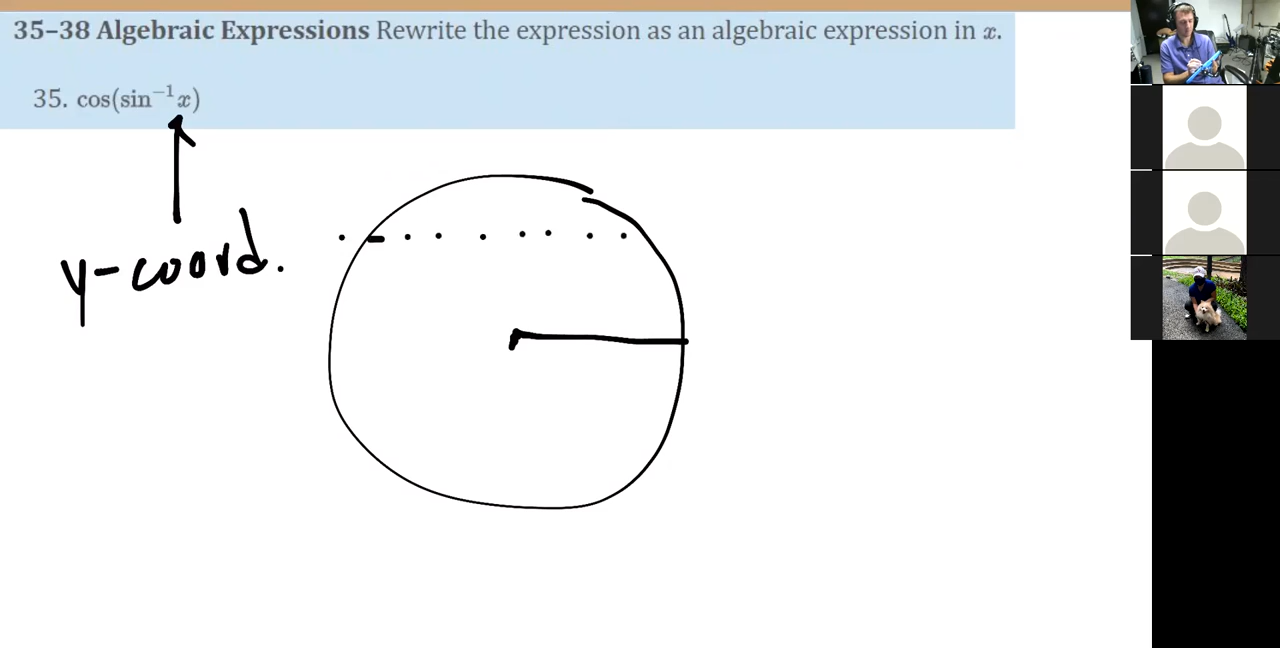 35–38 Algebraic Expressions Rewrite the expression as an algebraic expression in x.
35. cos(sin⁻¹x)
y-coord.